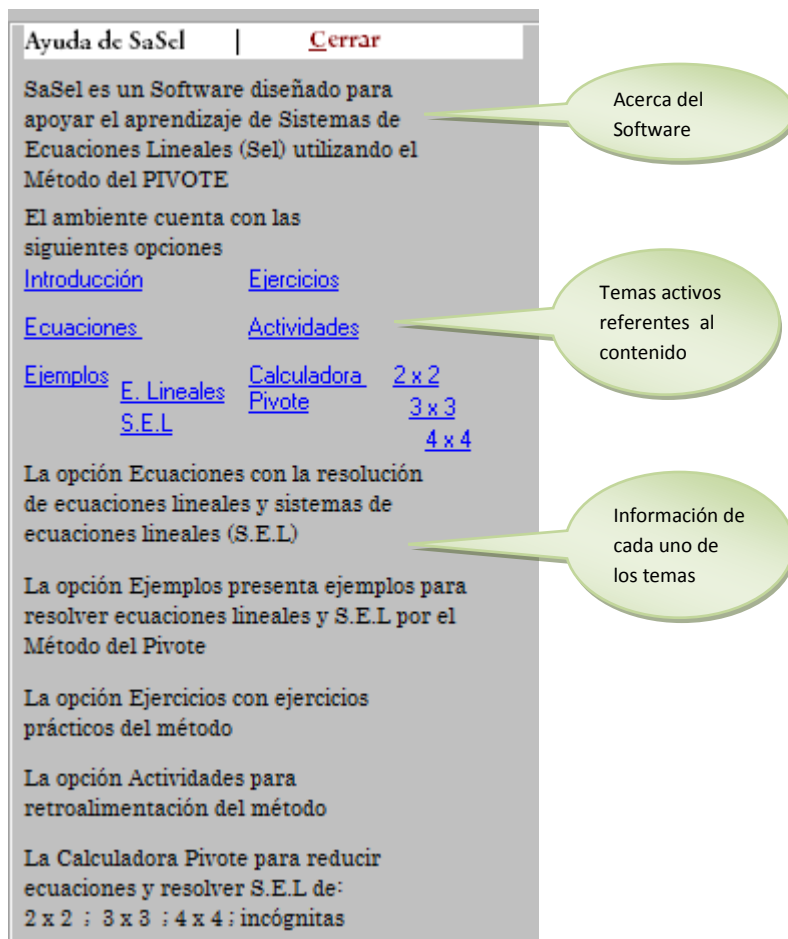 Ayuda de SaSel | Cerrar
SaSel es un Software diseñado para
apoyar el aprendizaje de Sistemas de
Ecuaciones Lineales (Sel) utilizando el
Método del PIVOTE
Acerca del
Software
El ambiente cuenta con las
siguientes opciones
Introducción Ejercicios
Ecuaciones Actividades
Ejemplos E. Lineales
S.E.L
Calculadora
Pivote
2 x 2
3 x 3
4 x 4
Temas activos
referentes al
contenido
La opción Ecuaciones con la resolución
de ecuaciones lineales y sistemas de
ecuaciones lineales (S.E.L)
Información de
cada uno de
los temas
La opción Ejemplos presenta ejemplos para
resolver ecuaciones lineales y S.E.L por el
Método del Pivote
La opción Ejercicios con ejercicios
prácticos del método
La opción Actividades para
retroalimentación del método
La Calculadora Pivote para reducir
ecuaciones y resolver S.E.L de:
2 x 2 ; 3 x 3 ; 4 x 4 ; incógnitas